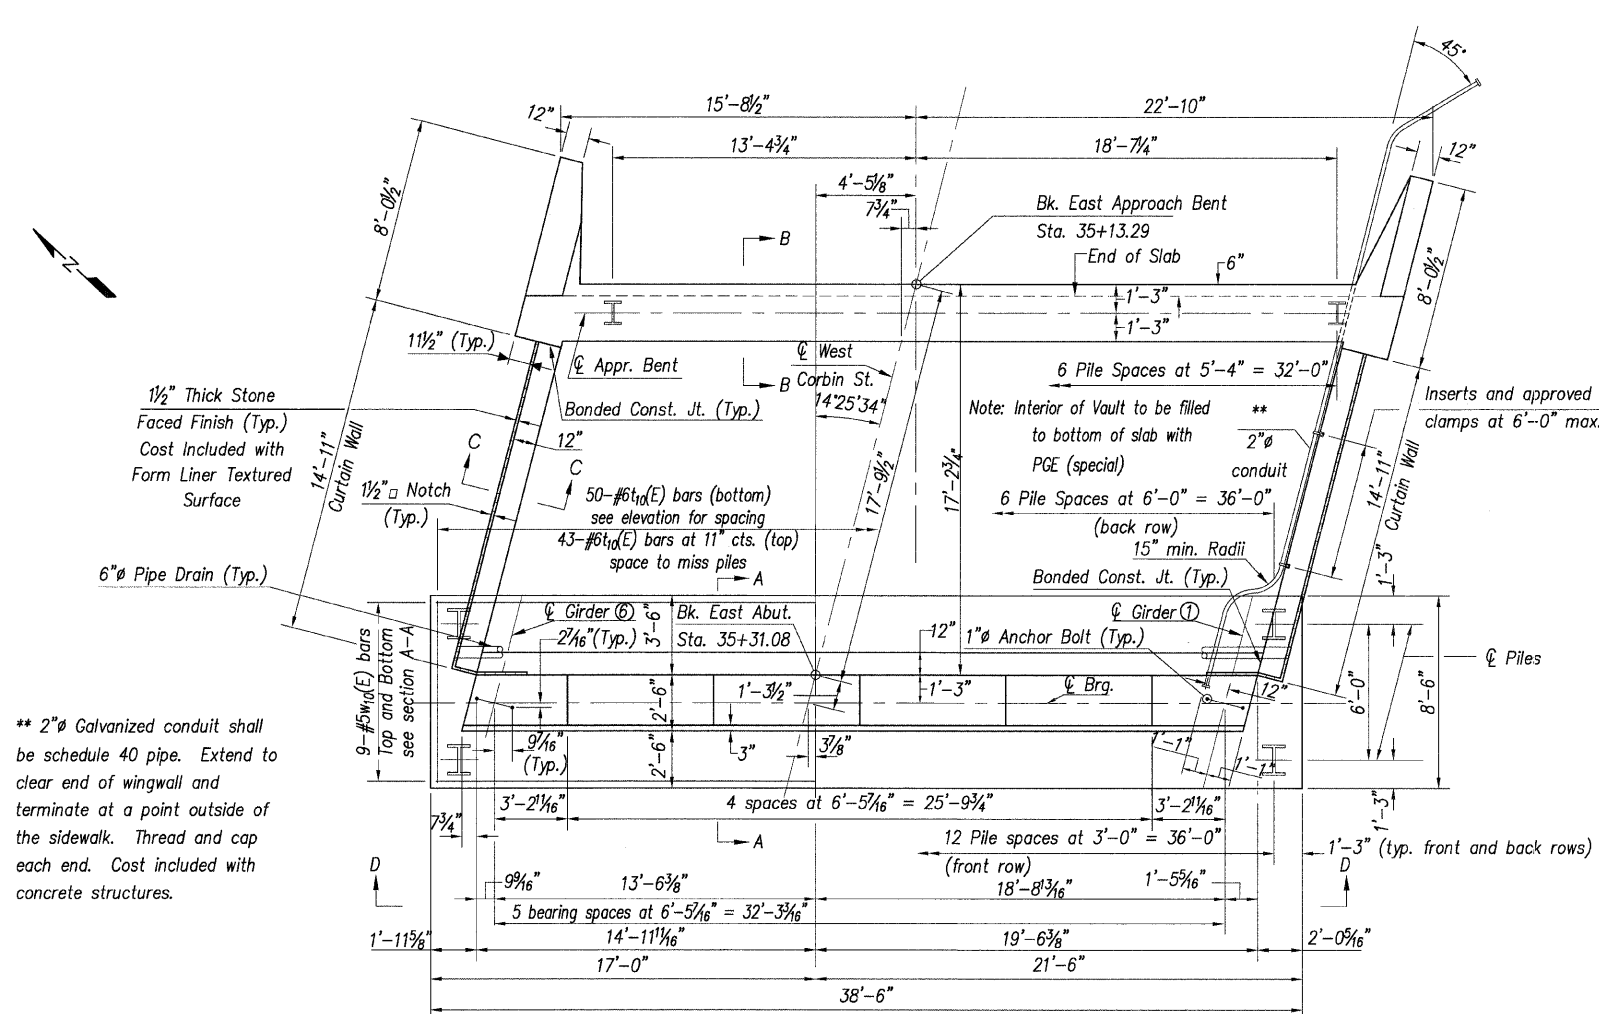 45°
15'-8½"
22'-10"
12"
13'-4¾"
18'-7¼"
12"
8'-0½"
4'-5⅛"
7¾"
Bk. East Approach Bent
Sta. 35+13.29
B
End of Slab
6"
8'-0½"
N
1'-3"
1'-3"
11½" (Typ.)
℄ Appr. Bent
℄ West
Corbin St.
B
14°25'34"
6 Pile Spaces at 5'-4" = 32'-0"
1½" Thick Stone
Faced Finish (Typ.)
Cost Included with
Form Liner Textured
Surface
Bonded Const. Jt. (Typ.)
Note: Interior of Vault to be filled
to bottom of slab with
PGE (special)
**
2"ø
conduit
Inserts and approved
clamps at 6'-0" max.
12"
C
C
14'-11"
Curtain Wall
14'-11"
Curtain Wall
17'-9½"
17'-2¾"
1½"□ Notch
(Typ.)
50-#6t10(E) bars (bottom)
see elevation for spacing
43-#6t10(E) bars at 11" cts. (top)
space to miss piles
6 Pile Spaces at 6'-0" = 36'-0"
(back row)
15" min. Radii
Bonded Const. Jt. (Typ.)
1'-3"
6"ø Pipe Drain (Typ.)
A
℄ Girder 6
2⁷⁄₁₆"(Typ.)
3'-6"
Bk. East Abut.
Sta. 35+31.08
12"
℄ Girder 1
1"ø Anchor Bolt (Typ.)
℄ Piles
9-#5w10(E) bars
Top and Bottom
see section A-A
1'-3½"
1'-3"
℄ Brg.
12"
2'-6"
6'-0"
8'-6"
** 2"ø Galvanized conduit shall
be schedule 40 pipe. Extend to
clear end of wingwall and
terminate at a point outside of
the sidewalk. Thread and cap
each end. Cost included with
concrete structures.
9⁷⁄₁₆"
(Typ.)
2'-6"
3"
3⅞"
1'-1"
1'-1"
1'-3"
3'-2¹¹⁄₁₆"
4 spaces at 6'-5⁷⁄₁₆" = 25'-9¾"
3'-2¹¹⁄₁₆"
7¾"
A
12 Pile spaces at 3'-0" = 36'-0"
(front row)
1'-3" (typ. front and back rows)
D
D
9⁹⁄₁₆"
13'-6⅜"
18'-8¹³⁄₁₆"
1'-5⁵⁄₁₆"
5 bearing spaces at 6'-5⁷⁄₁₆" = 32'-3³⁄₁₆"
1'-11⅝"
14'-11¹¹⁄₁₆"
19'-6⅜"
2'-0⁵⁄₁₆"
17'-0"
21'-6"
38'-6"